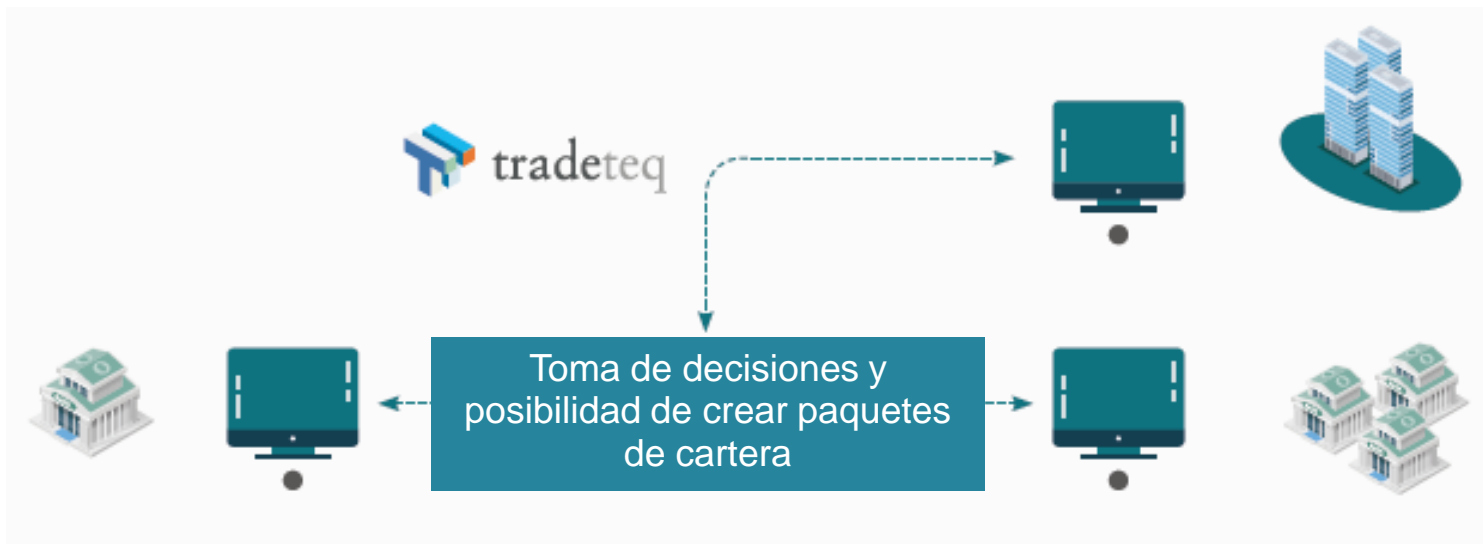 tradeteq
Toma de decisiones y
posibilidad de crear paquetes
de cartera